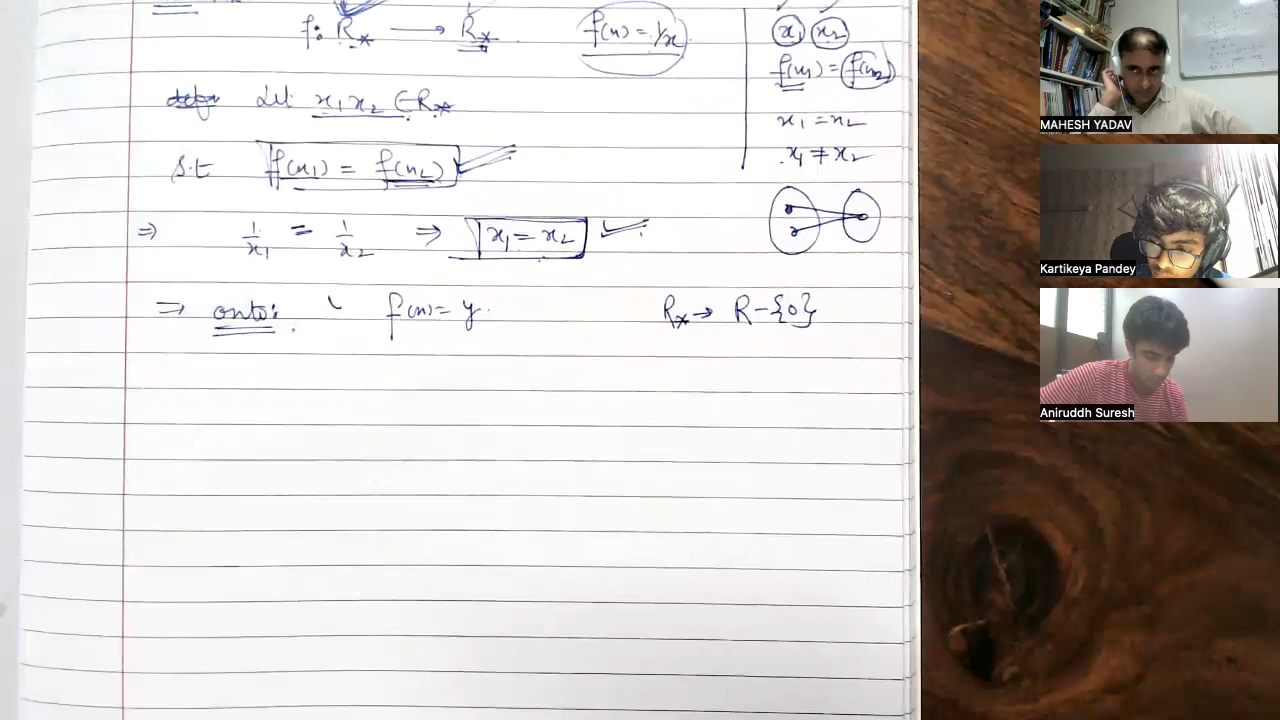 f: R* → R*   f(x) = 1/x
Let x₁ x₂ ∈ R*
s.t f(x₁) = f(x₂)
⇒ 1/x₁ = 1/x₂ ⇒ x₁ = x₂
⇒ onto: f(x) = y. R* → R-{0}
x₁ x₂
f(x₁) = f(x₂)
x₁ = x₂
x₁ ≠ x₂
MAHESH YADAV
Kartikeya Pandey
Aniruddh Suresh